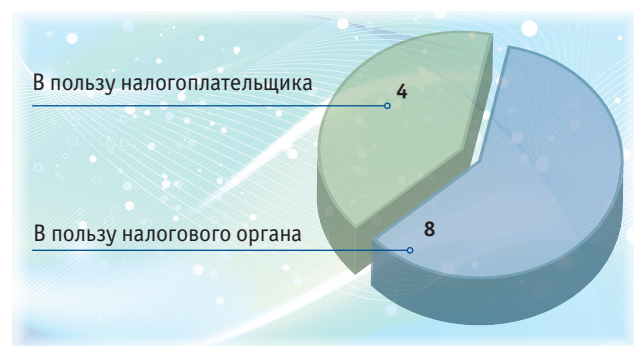 В пользу налогоплательщика 4
В пользу налогового органа 8